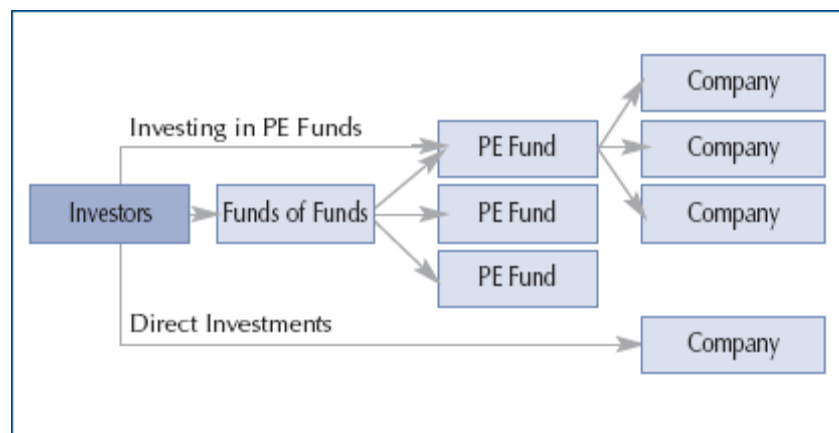 Company
Investing in PE Funds
PE Fund
Company
Investors
Funds of Funds
PE Fund
Company
PE Fund
Direct Investments
Company